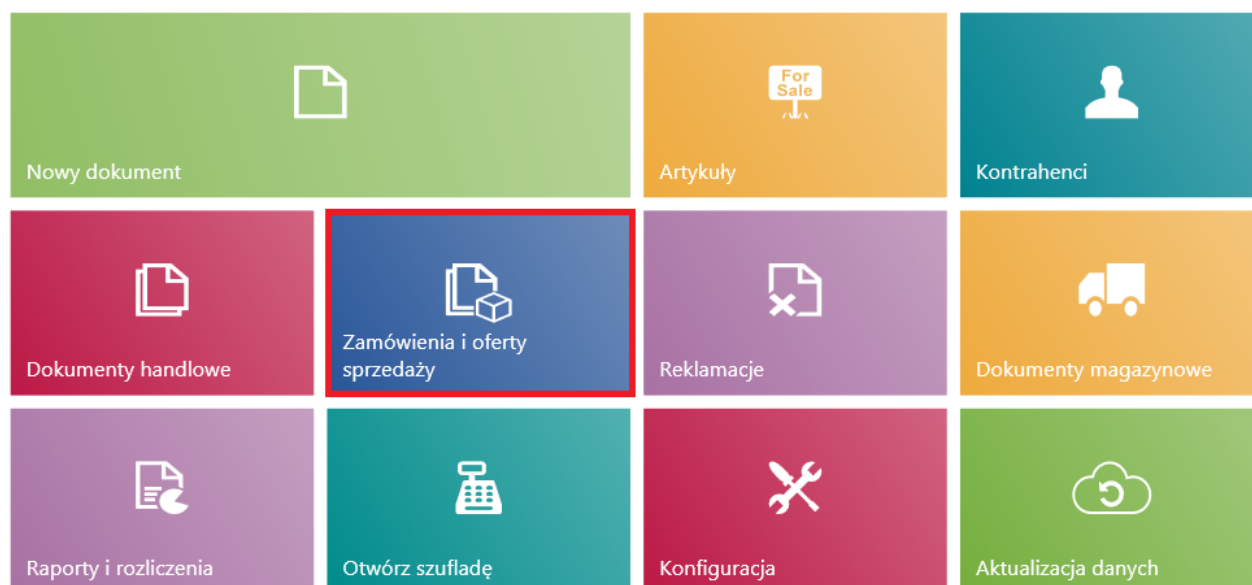 For
Sale
Nowy dokument
Artykuły
Kontrahenci
Dokumenty handlowe
Zamówienia i oferty
sprzedaży
Reklamacje
Dokumenty magazynowe
Raporty i rozliczenia
Otwórz szufladę
Konfiguracja
Aktualizacja danych